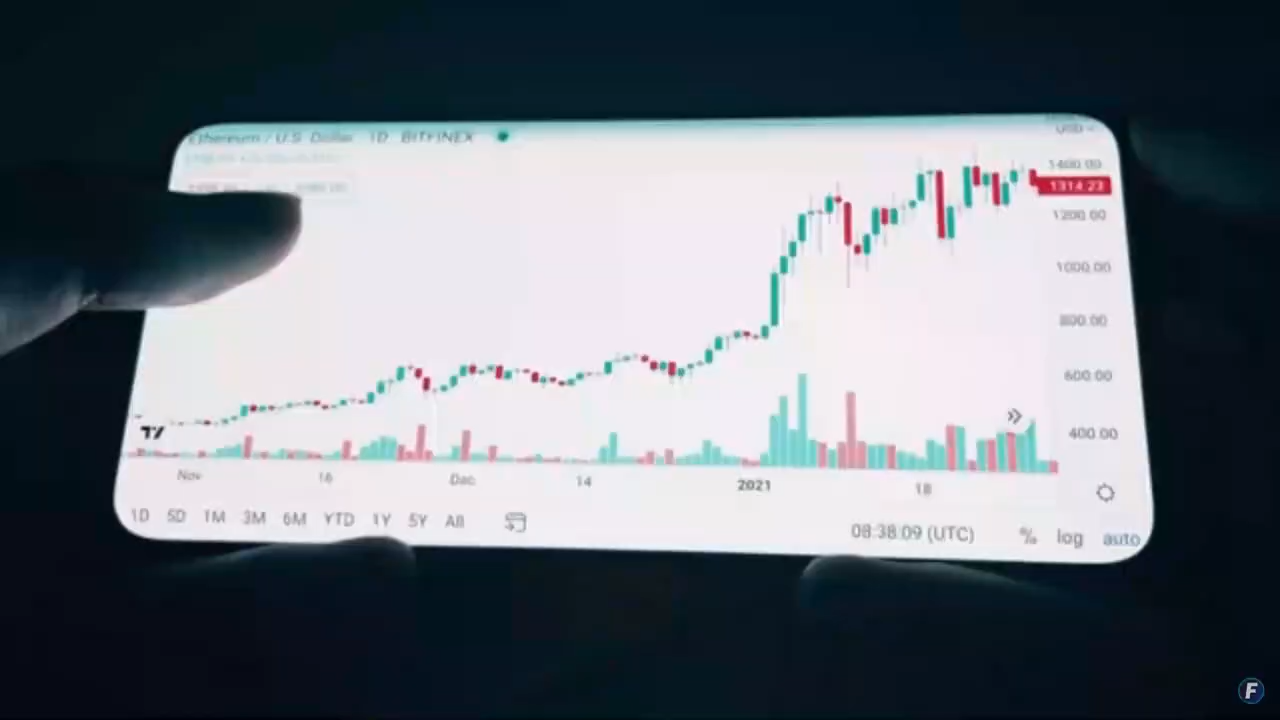 Ethereum / U.S. Dollar 1D BITFINEX
USD
1400.00
1314.23
1200.00
1000.00
800.00
600.00
400.00
Nov 16 Dec 14 2021 18
1D 5D 1M 3M 6M YTD 1Y 5Y All 08:38:09 (UTC) % log auto
F